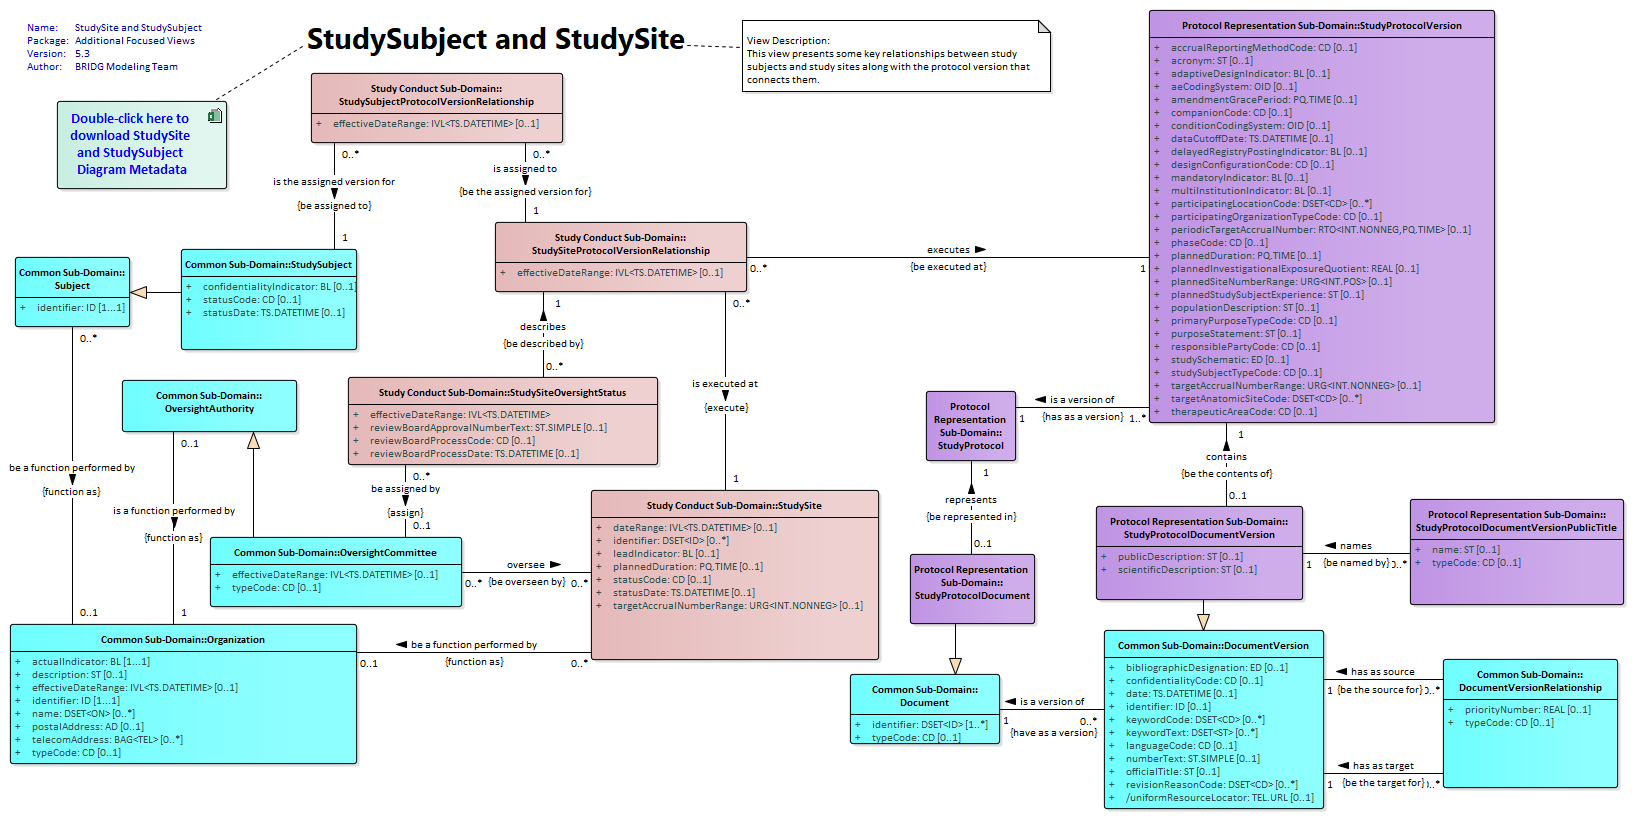 Name: StudySite and StudySubject
Package: Additional Focused Views
Version: 5.3
Author: BRIDG Modeling Team
StudySubject and StudySite
View Description:
This view presents some key relationships between study
subjects and study sites along with the protocol version that
connects them.
Double-click here to
download StudySite
and StudySubject
Diagram Metadata
Study Conduct Sub-Domain::
StudySubjectProtocolVersionRelationship
+ effectiveDateRange: IVL<TS.DATETIME> [0..1]
0..*
is the assigned version for
{be assigned to}
1
0..*
is assigned to
{be the assigned version for}
1
Study Conduct Sub-Domain::
StudySiteProtocolVersionRelationship
+ effectiveDateRange: IVL<TS.DATETIME> [0..1]
executes
0..*
{be executed at}
1
Common Sub-Domain::
Subject
+ identifier: ID [1...1]
Common Sub-Domain::StudySubject
+ confidentialityIndicator: BL [0..1]
+ statusCode: CD [0..1]
+ statusDate: TS.DATETIME [0..1]
1
describes
{be described by}
0..*
0..*
is executed at
{execute}
1
0..*
be a function performed by
{function as}
0..1
Common Sub-Domain::
OversightAuthority
0..1
is a function performed by
{function as}
1
Study Conduct Sub-Domain::StudySiteOversightStatus
+ effectiveDateRange: IVL<TS.DATETIME>
+ reviewBoardApprovalNumberText: ST.SIMPLE [0..1]
+ reviewBoardProcessCode: CD [0..1]
+ reviewBoardProcessDate: TS.DATETIME [0..1]
0..*
be assigned by
{assign}
0..1
Common Sub-Domain::OversightCommittee
+ effectiveDateRange: IVL<TS.DATETIME> [0..1]
+ typeCode: CD [0..1]
oversee
0..*
{be overseen by}
0..*
Study Conduct Sub-Domain::StudySite
+ dateRange: IVL<TS.DATETIME> [0..1]
+ identifier: DSET<ID> [0..*]
+ leadIndicator: BL [0..1]
+ plannedDuration: PQ.TIME [0..1]
+ statusCode: CD [0..1]
+ statusDate: TS.DATETIME [0..1]
+ targetAccrualNumberRange: URG<INT.NONNEG> [0..1]
be a function performed by
0..1
{function as}
0..*
Common Sub-Domain::Organization
+ actualIndicator: BL [1...1]
+ description: ST [0..1]
+ effectiveDateRange: IVL<TS.DATETIME> [0..1]
+ identifier: ID [1...1]
+ name: DSET<ON> [0..*]
+ postalAddress: AD [0..1]
+ telecomAddress: BAG<TEL> [0..*]
+ typeCode: CD [0..1]
Protocol Representation Sub-Domain::StudyProtocolVersion
+ accrualReportingMethodCode: CD [0..1]
+ acronym: ST [0..1]
+ adaptiveDesignIndicator: BL [0..1]
+ aeCodingSystem: OID [0..1]
+ amendmentGracePeriod: PQ.TIME [0..1]
+ companionCode: CD [0..1]
+ conditionCodingSystem: OID [0..1]
+ dataCutoffDate: TS.DATETIME [0..1]
+ delayedRegistryPostingIndicator: BL [0..1]
+ designConfigurationCode: CD [0..1]
+ mandatoryIndicator: BL [0..1]
+ multiInstitutionIndicator: BL [0..1]
+ participatingLocationCode: DSET<CD> [0..*]
+ participatingOrganizationTypeCode: CD [0..1]
+ periodicTargetAccrualNumber: RTO<INT.NONNEG,PQ.TIME> [0..1]
+ phaseCode: CD [0..1]
+ plannedDuration: PQ.TIME [0..1]
+ plannedInvestigationalExposureQuotient: REAL [0..1]
+ plannedSiteNumberRange: URG<INT.POS> [0..1]
+ plannedStudySubjectExperience: ST [0..1]
+ populationDescription: ST [0..1]
+ primaryPurposeTypeCode: CD [0..1]
+ purposeStatement: ST [0..1]
+ responsiblePartyCode: CD [0..1]
+ studySchematic: ED [0..1]
+ studySubjectTypeCode: CD [0..1]
+ targetAccrualNumberRange: URG<INT.NONNEG> [0..1]
+ targetAnatomicSiteCode: DSET<CD> [0..*]
+ therapeuticAreaCode: CD [0..1]
is a version of
1
{has as a version}
1..*
Protocol
Representation
Sub-Domain::
StudyProtocol
1
represents
{be represented in}
0..1
Protocol Representation
Sub-Domain::
StudyProtocolDocument
1
contains
{be the contents of}
0..1
Protocol Representation Sub-Domain::
StudyProtocolDocumentVersion
+ publicDescription: ST [0..1]
+ scientificDescription: ST [0..1]
names
1
{be named by}
0..*
Protocol Representation Sub-Domain::
StudyProtocolDocumentVersionPublicTitle
+ name: ST [0..1]
+ typeCode: CD [0..1]
Common Sub-Domain::
Document
+ identifier: DSET<ID> [1..*]
+ typeCode: CD [0..1]
is a version of
1
0..*
{have as a version}
Common Sub-Domain::DocumentVersion
+ bibliographicDesignation: ED [0..1]
+ confidentialityCode: CD [0..1]
+ date: TS.DATETIME [0..1]
+ identifier: ID [0..1]
+ keywordCode: DSET<CD> [0..*]
+ keywordText: DSET<ST> [0..*]
+ languageCode: CD [0..1]
+ numberText: ST.SIMPLE [0..1]
+ officialTitle: ST [0..1]
+ revisionReasonCode: DSET<CD> [0..*]
+ /uniformResourceLocator: TEL.URL [0..1]
has as source
1
{be the source for}
0..*
has as target
1
{be the target for}
0..*
Common Sub-Domain::
DocumentVersionRelationship
+ priorityNumber: REAL [0..1]
+ typeCode: CD [0..1]